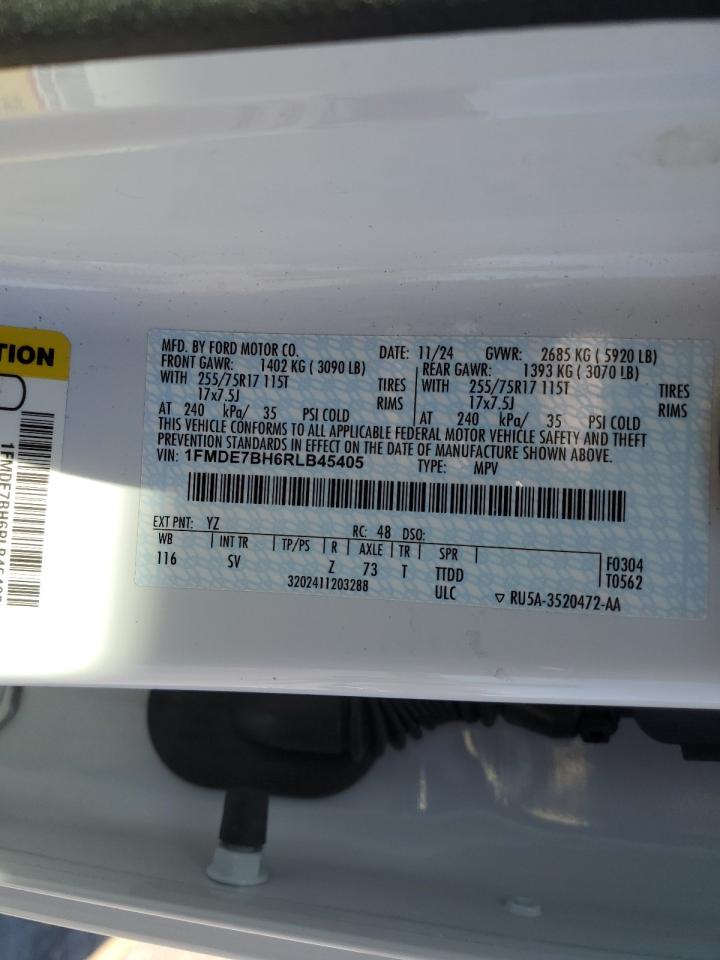 TION
1FMDE7BH6RLB45405
MFD. BY FORD MOTOR CO. DATE: 11/24 GVWR: 2685 KG ( 5920 LB)
FRONT GAWR: 1402 KG ( 3090 LB) REAR GAWR: 1393 KG ( 3070 LB)
WITH 255/75R17 115T TIRES WITH 255/75R17 115T TIRES
17x7.5J RIMS 17x7.5J RIMS
AT 240 kPa/ 35 PSI COLD AT 240 kPa/ 35 PSI COLD
THIS VEHICLE CONFORMS TO ALL APPLICABLE FEDERAL MOTOR VEHICLE SAFETY AND THEFT
PREVENTION STANDARDS IN EFFECT ON THE DATE OF MANUFACTURE SHOWN ABOVE.
VIN: 1FMDE7BH6RLB45405 TYPE: MPV
EXT PNT: YZ RC: 48 DSO:
WB INT TR TP/PS R AXLE TR SPR F0304
116 SV Z 73 T TTDD T0562
3202411203288 ULC ▽ RU5A-3520472-AA